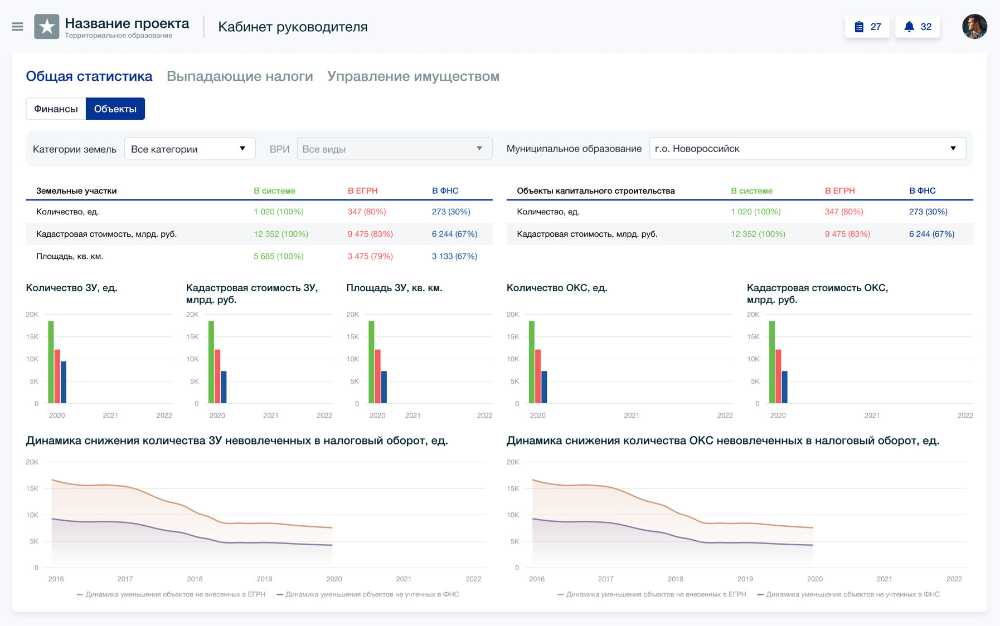 Название проекта
Территориальное образование
Кабинет руководителя
27
32
Общая статистика Выпадающие налоги Управление имуществом
Финансы Объекты
Категории земель Все категории ВРИ Все виды Муниципальное образование г.о. Новороссийск
Земельные участки В системе В ЕГРН В ФНС
Количество, ед. 1 020 (100%) 347 (80%) 273 (30%)
Кадастровая стоимость, млрд. руб. 12 352 (100%) 9 475 (83%) 6 244 (67%)
Площадь, кв. км. 5 685 (100%) 3 475 (79%) 3 133 (67%)
Объекты капитального строительства В системе В ЕГРН В ФНС
Количество, ед. 1 020 (100%) 347 (80%) 273 (30%)
Кадастровая стоимость, млрд. руб. 12 352 (100%) 9 475 (83%) 6 244 (67%)
Количество ЗУ, ед.
20K
15K
10K
5K
0
2020 2021 2022
Кадастровая стоимость ЗУ,
млрд. руб.
20K
15K
10K
5K
0
2020 2021 2022
Площадь ЗУ, кв. км.
20K
15K
10K
5K
0
2020 2021 2022
Количество ОКС, ед.
20K
15K
10K
5K
0
2020 2021 2022
Кадастровая стоимость ОКС,
млрд. руб.
20K
15K
10K
5K
0
2020 2021 2022
Динамика снижения количества ЗУ невовлеченных в налоговый оборот, ед.
20K
15K
10K
5K
0
2016 2017 2018 2019 2020 2021 2022
Динамика уменьшения объектов не внесенных в ЕГРН Динамика уменьшения объектов не учтенных в ФНС
Динамика снижения количества ОКС невовлеченных в налоговый оборот, ед.
20K
15K
10K
5K
0
2016 2017 2018 2019 2020 2021 2022
Динамика уменьшения объектов не внесенных в ЕГРН Динамика уменьшения объектов не учтенных в ФНС